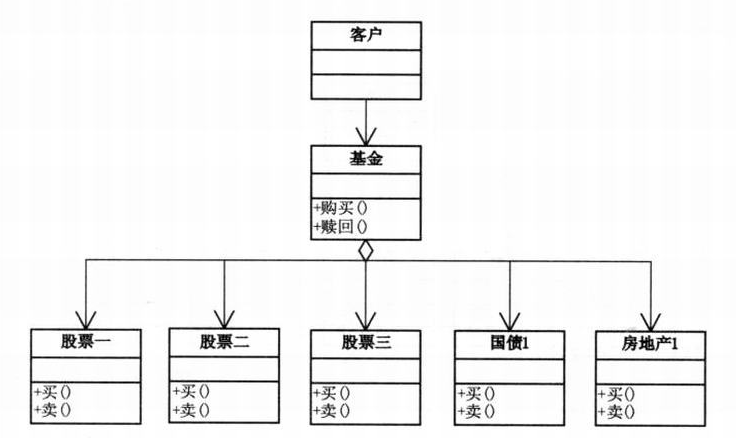 客户
基金
+购买()
+赎回()
股票一
+买()
+卖()
股票二
+买()
+卖()
股票三
+买()
+卖()
国债1
+买()
+卖()
房地产1
+买()
+卖()